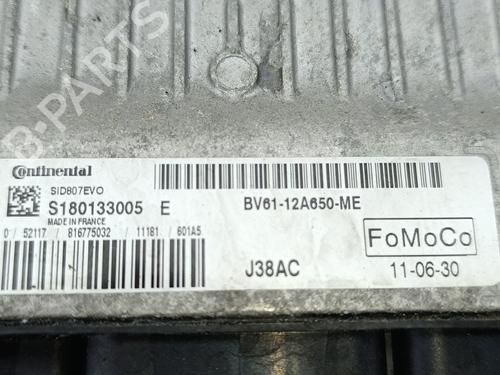 B-PARTS
Continental
SID807EVO
S180133005 E
MADE IN FRANCE
0 / 52117 / 816775032 / 11181 601A5
BV61-12A650-ME
J38AC
FoMoCo
11-06-30